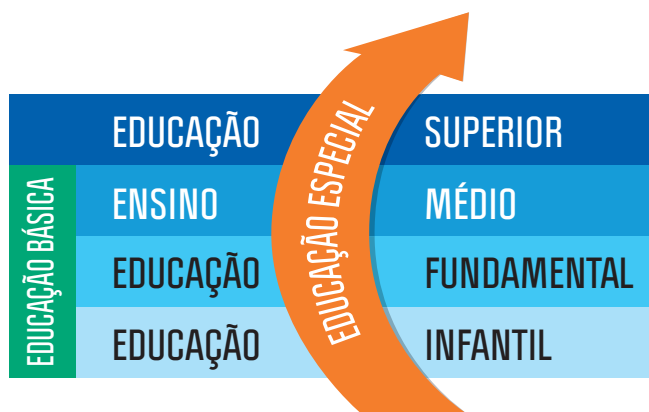 EDUCAÇÃO SUPERIOR
EDUCAÇÃO BÁSICA
ENSINO MÉDIO
EDUCAÇÃO FUNDAMENTAL
EDUCAÇÃO INFANTIL
EDUCAÇÃO ESPECIAL